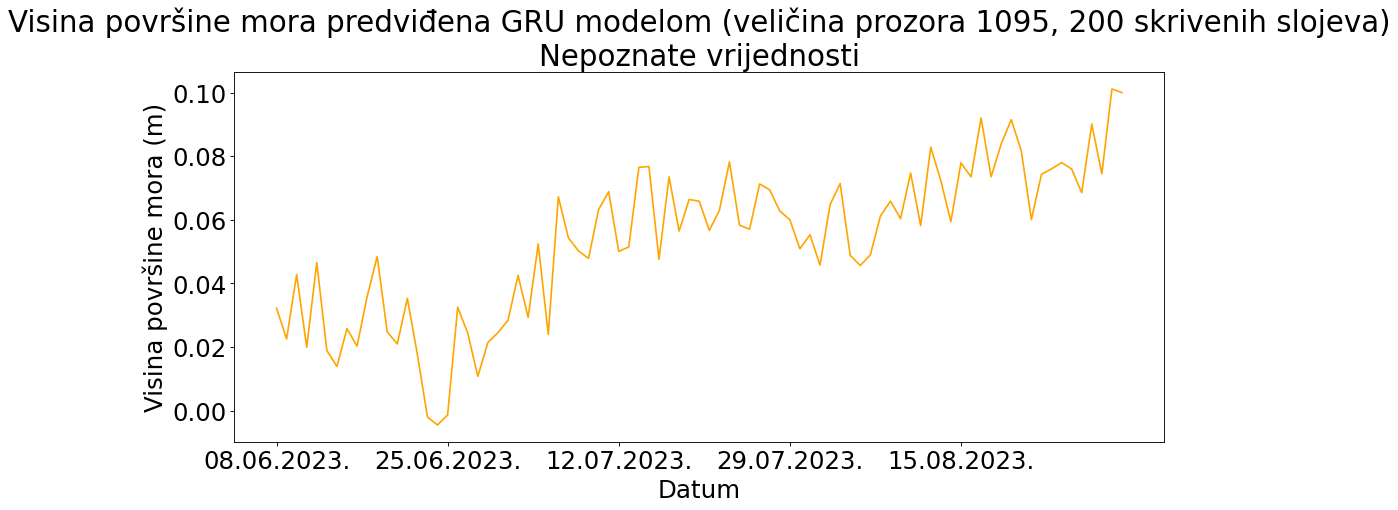 Visina površine mora predviđena GRU modelom (veličina prozora 1095, 200 skrivenih slojeva)
Nepoznate vrijednosti
Visina površine mora (m)
0.10
0.08
0.06
0.04
0.02
0.00
08.06.2023. 25.06.2023. 12.07.2023. 29.07.2023. 15.08.2023.
Datum